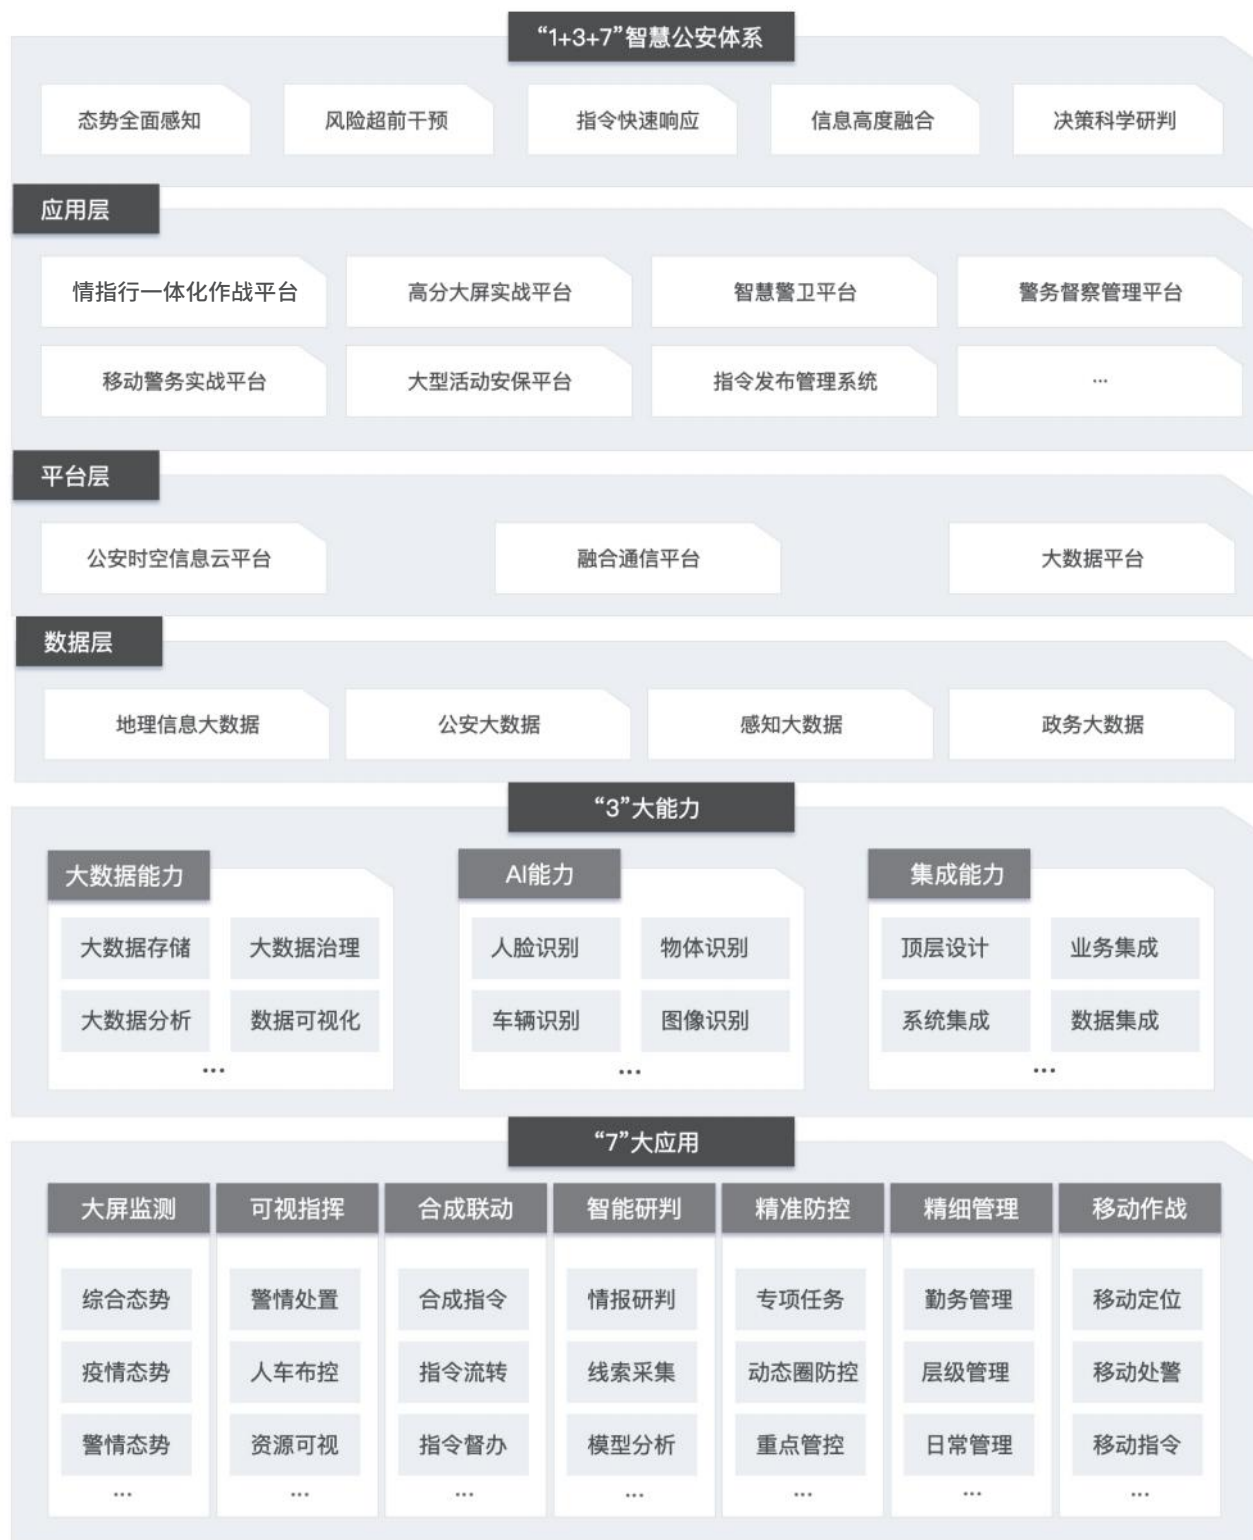 “1+3+7”智慧公安体系
态势全面感知
风险超前干预
指令快速响应
信息高度融合
决策科学研判
应用层
情指行一体化作战平台
高分大屏实战平台
智慧警卫平台
警务督察管理平台
移动警务实战平台
大型活动安保平台
指令发布管理系统
...
平台层
公安时空信息云平台
融合通信平台
大数据平台
数据层
地理信息大数据
公安大数据
感知大数据
政务大数据
“3”大能力
大数据能力
大数据存储
大数据治理
大数据分析
数据可视化
...
AI能力
人脸识别
物体识别
车辆识别
图像识别
...
集成能力
顶层设计
业务集成
系统集成
数据集成
...
“7”大应用
大屏监测
综合态势
疫情态势
警情态势
...
可视指挥
警情处置
人车布控
资源可视
...
合成联动
合成指令
指令流转
指令督办
...
智能研判
情报研判
线索采集
模型分析
...
精准防控
专项任务
动态圈防控
重点管控
...
精细管理
勤务管理
层级管理
日常管理
...
移动作战
移动定位
移动处警
移动指令
...